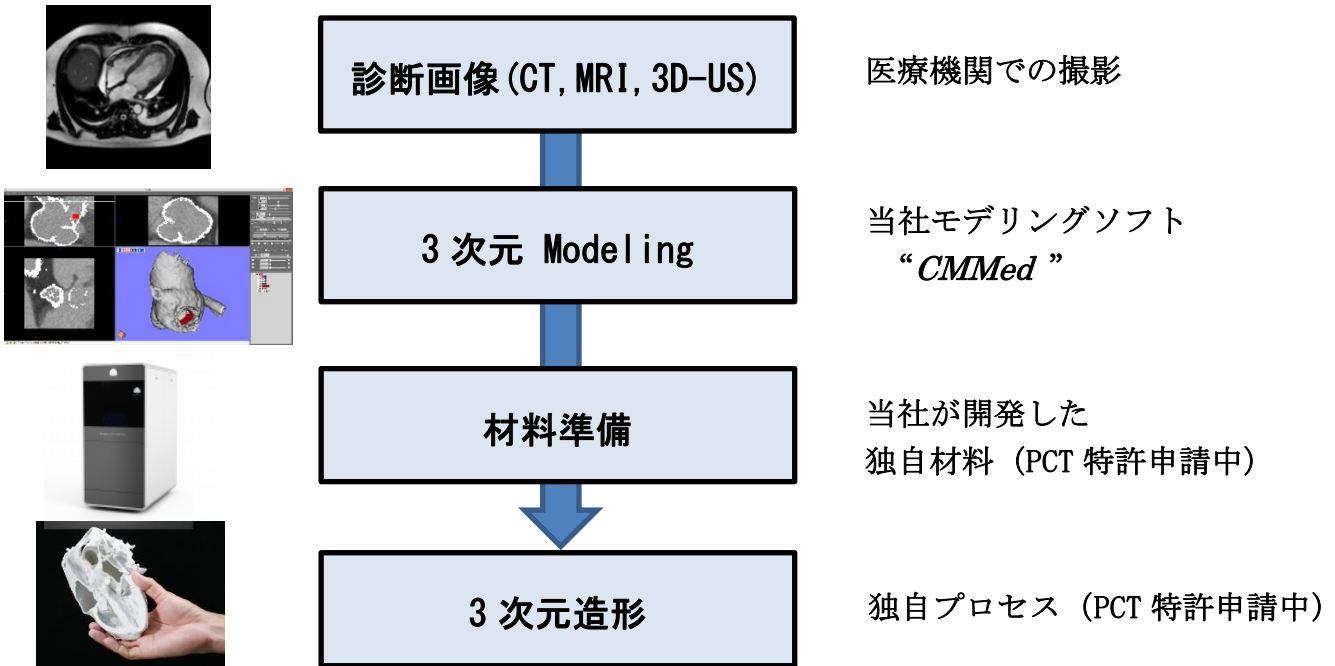 診断画像(CT,MRI,3D-US)
医療機関での撮影
3次元 Modeling
当社モデリングソフト
“CMMed ”
材料準備
当社が開発した
独自材料（PCT特許申請中）
3次元造形
独自プロセス（PCT特許申請中）